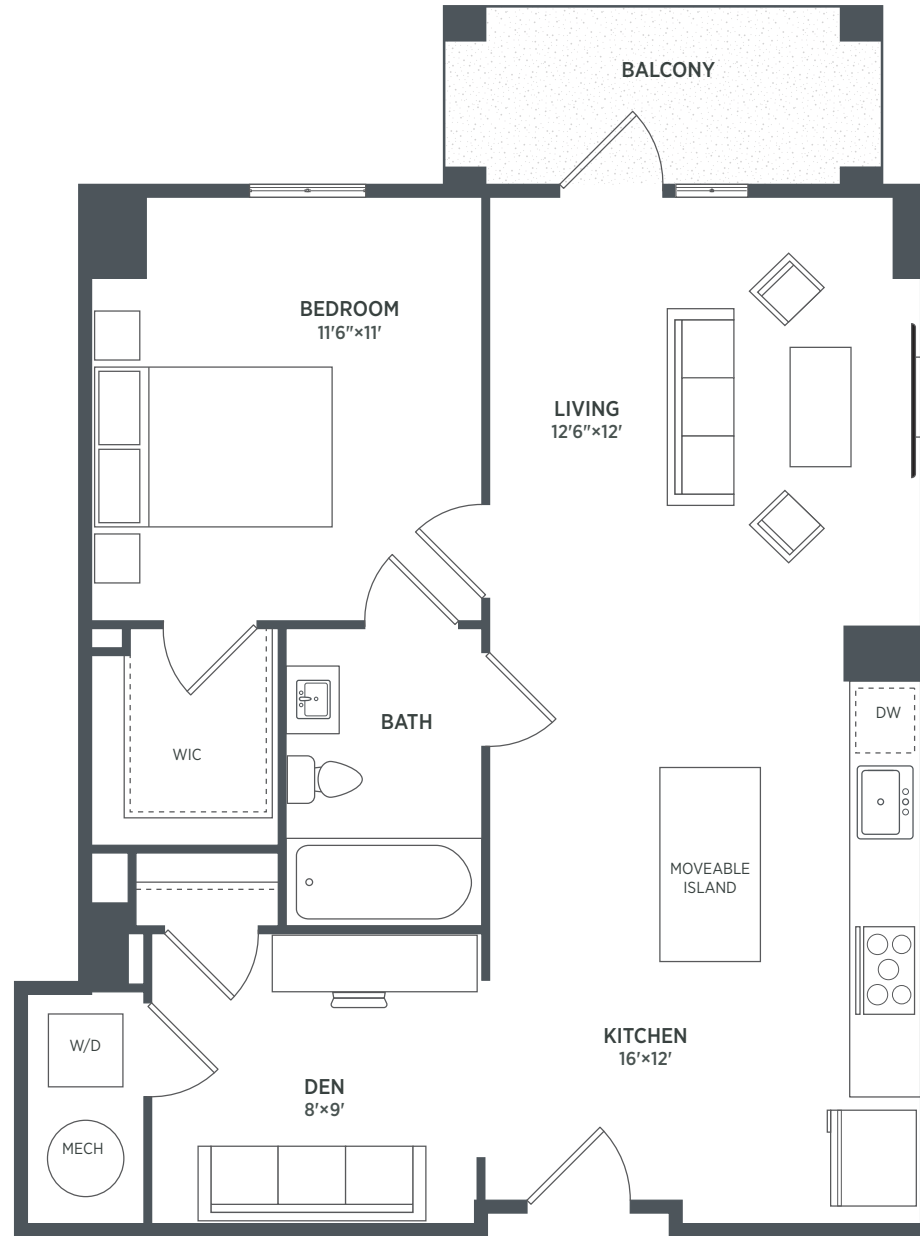 BALCONY
BEDROOM
11'6"×11'
LIVING
12'6"×12'
DW
BATH
WIC
MOVEABLE
ISLAND
KITCHEN
16'×12'
W/D
DEN
8'×9'
MECH